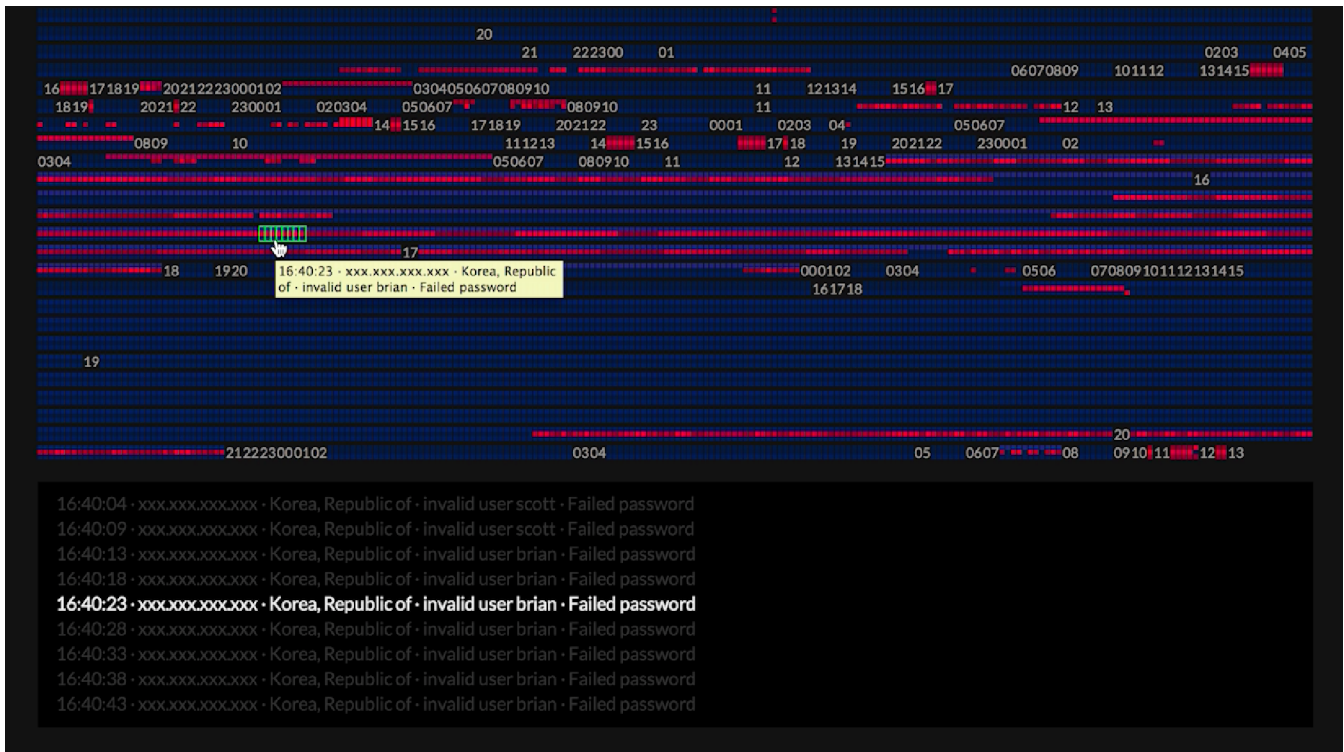 20
21 222300 01 0203 0405
06070809 101112 131415
16 171819 20212223000102 0304050607080910 11 121314 1516 17
1819 2021 22 230001 020304 050607 080910 11 12 13
14 1516 171819 202122 23 0001 0203 04 050607
0809 10 111213 14 1516 17 18 19 202122 230001 02
0304 050607 080910 11 12 131415
16
17
18 1920 000102 0304 0506 070809101112131415
16:40:23 · xxx.xxx.xxx.xxx · Korea, Republic
of · invalid user brian · Failed password
161718
19
20
212223000102 0304 05 0607 08 0910 11 12 13
16:40:04 · xxx.xxx.xxx.xxx · Korea, Republic of · invalid user scott · Failed password
16:40:09 · xxx.xxx.xxx.xxx · Korea, Republic of · invalid user scott · Failed password
16:40:13 · xxx.xxx.xxx.xxx · Korea, Republic of · invalid user brian · Failed password
16:40:18 · xxx.xxx.xxx.xxx · Korea, Republic of · invalid user brian · Failed password
16:40:23 · xxx.xxx.xxx.xxx · Korea, Republic of · invalid user brian · Failed password
16:40:28 · xxx.xxx.xxx.xxx · Korea, Republic of · invalid user brian · Failed password
16:40:33 · xxx.xxx.xxx.xxx · Korea, Republic of · invalid user brian · Failed password
16:40:38 · xxx.xxx.xxx.xxx · Korea, Republic of · invalid user brian · Failed password
16:40:43 · xxx.xxx.xxx.xxx · Korea, Republic of · invalid user brian · Failed password